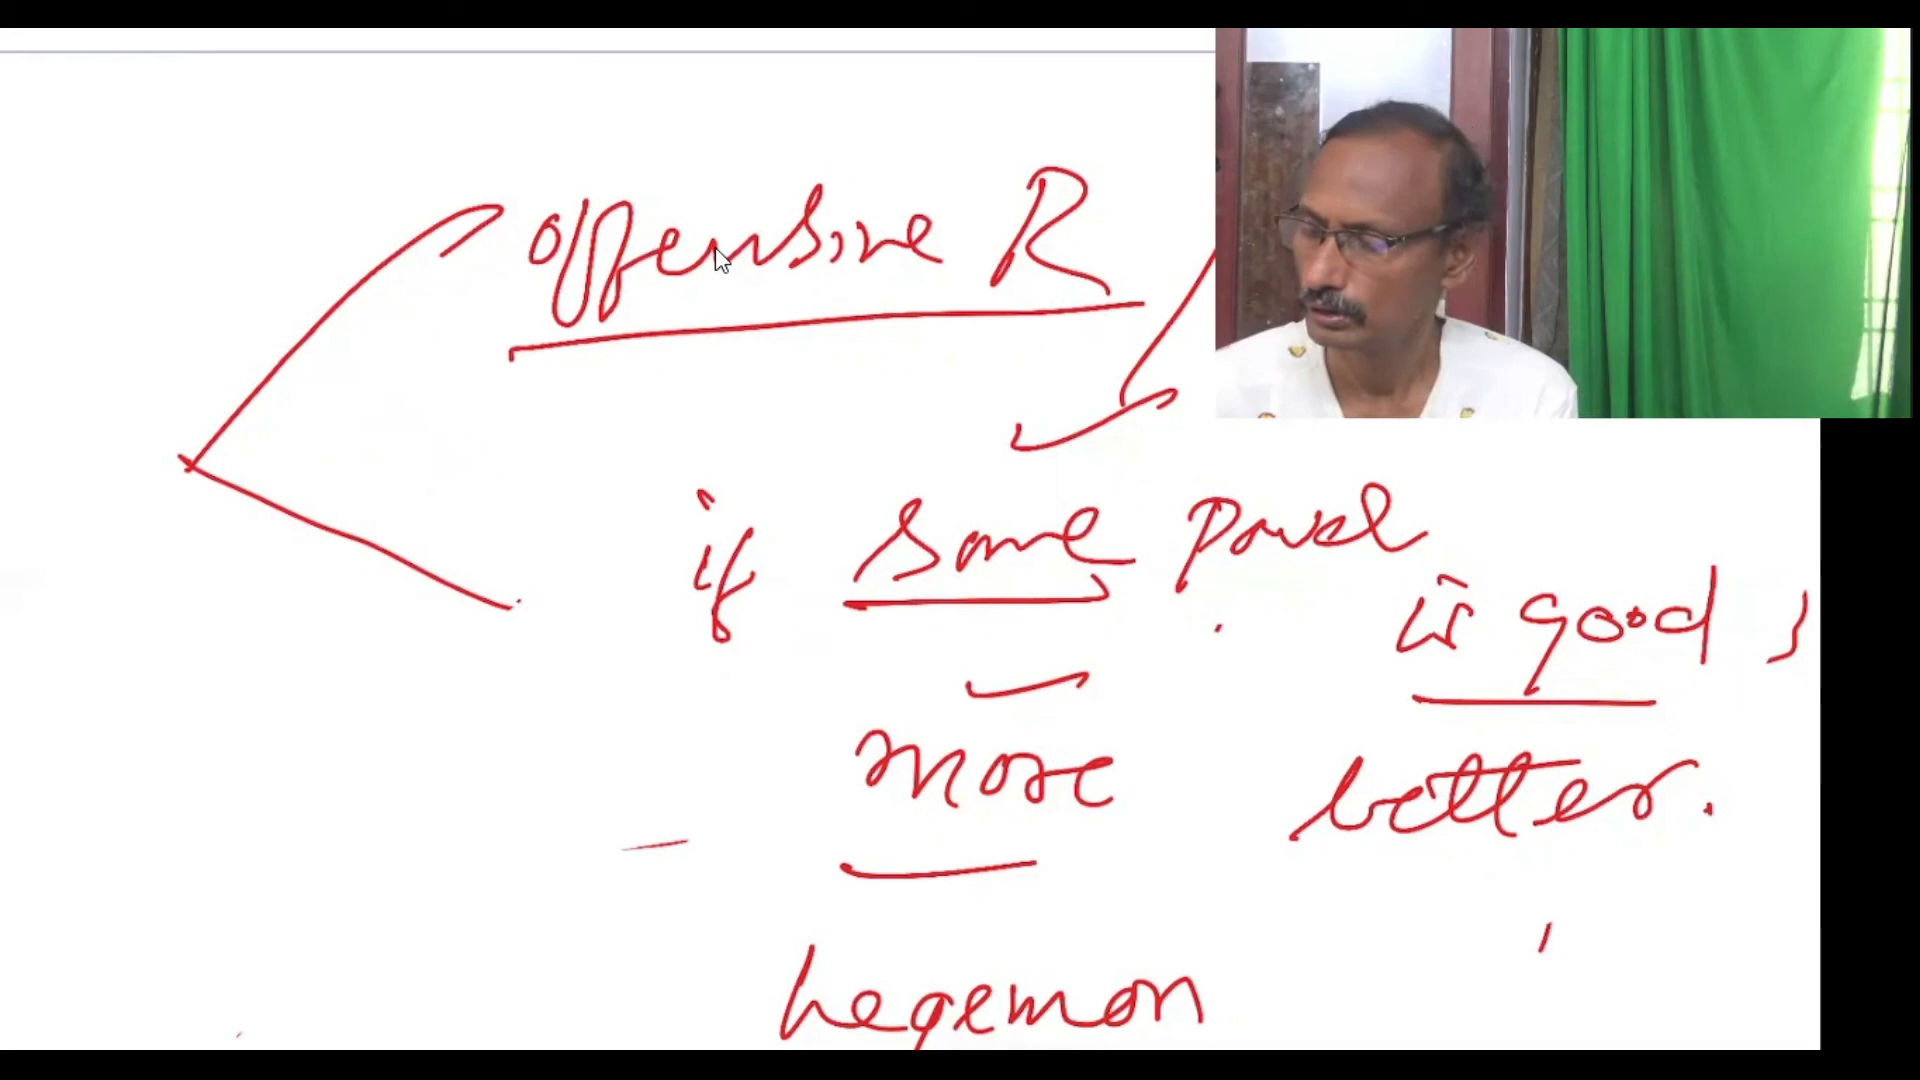 offensive R
if some power
is good ;
more better.
hegemon